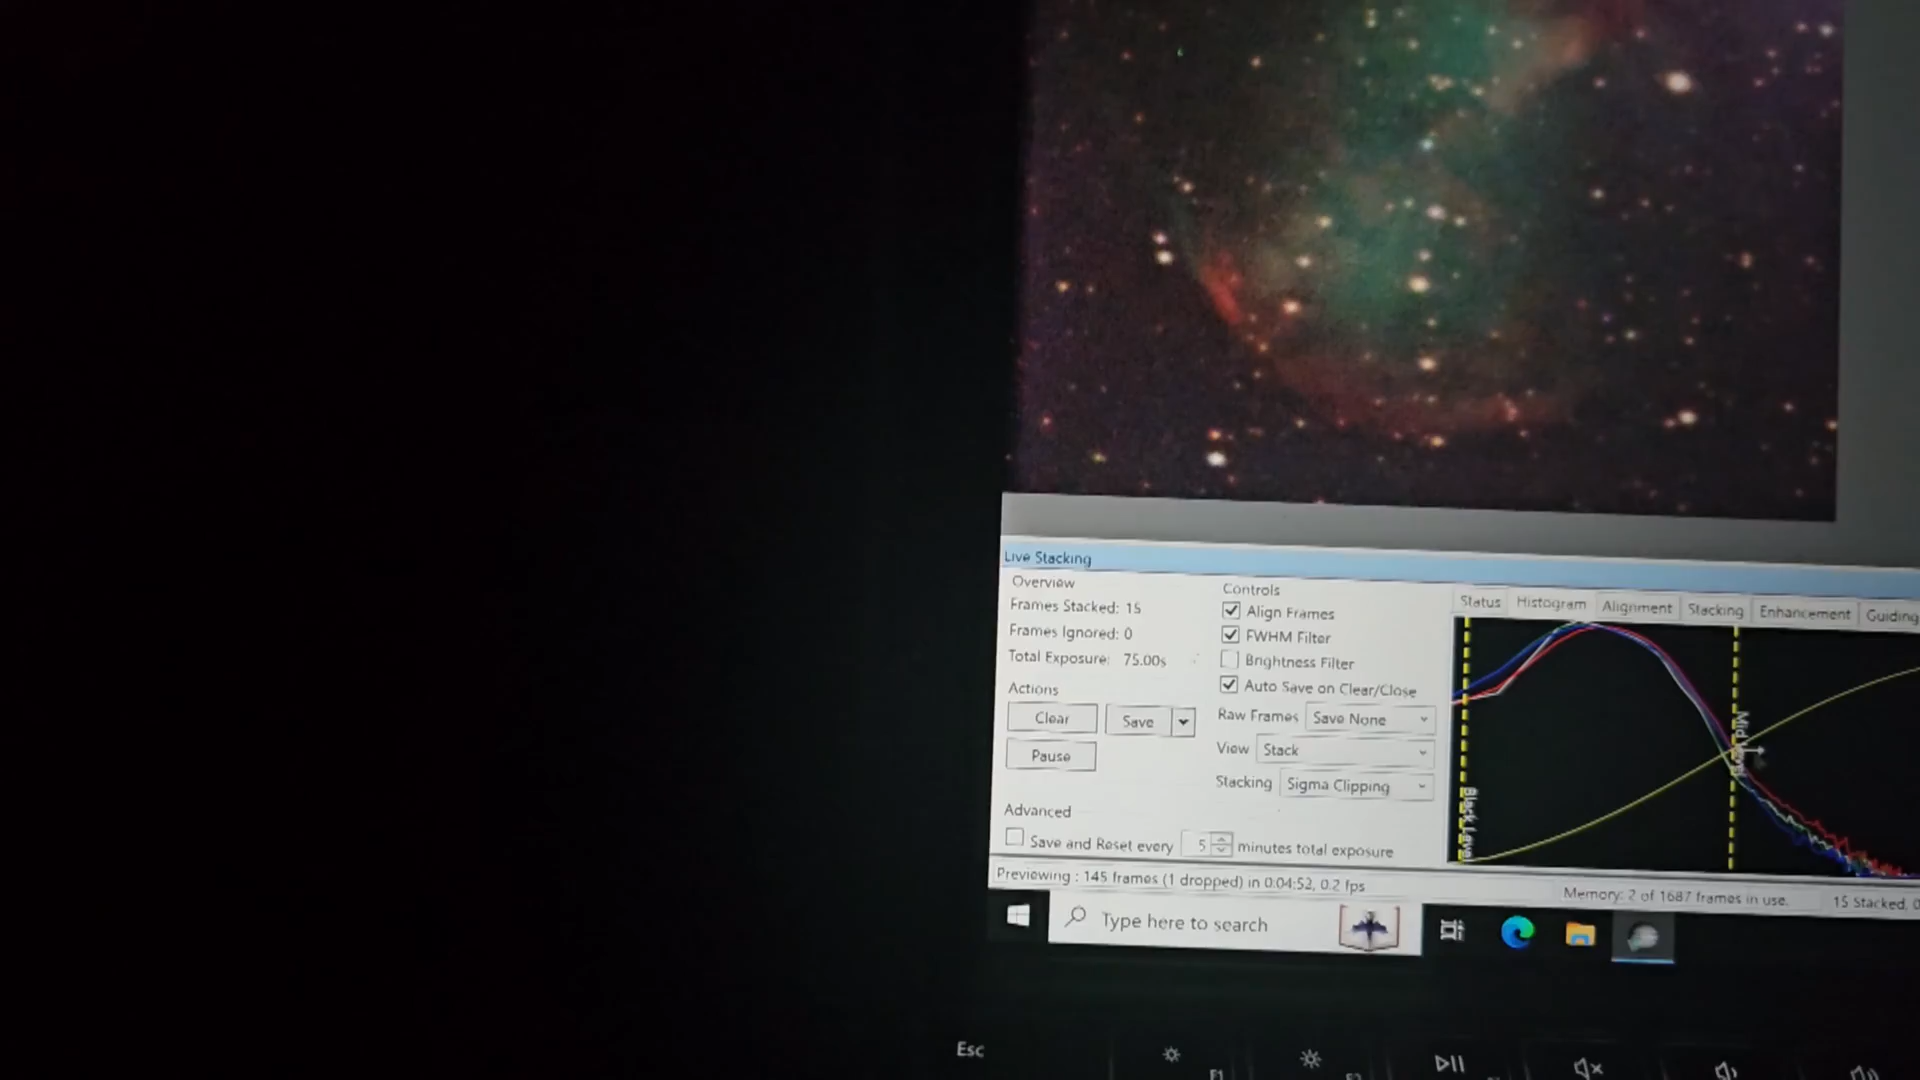 Live Stacking
Overview
Frames Stacked: 15
Frames Ignored: 0
Total Exposure: 75.00s
Actions
Clear
Save
Pause
Advanced
Save and Reset every 5 minutes total exposure
Controls
Align Frames
FWHM Filter
Brightness Filter
Auto Save on Clear/Close
Raw Frames Save None
View Stack
Stacking Sigma Clipping
Status Histogram Alignment Stacking Enhancement Guiding
Black Level
Mid Level
Previewing : 145 frames (1 dropped) in 0:04:52, 0.2 fps
Memory: 2 of 1687 frames in use.
15 Stacked, 0
Type here to search
Esc
F1